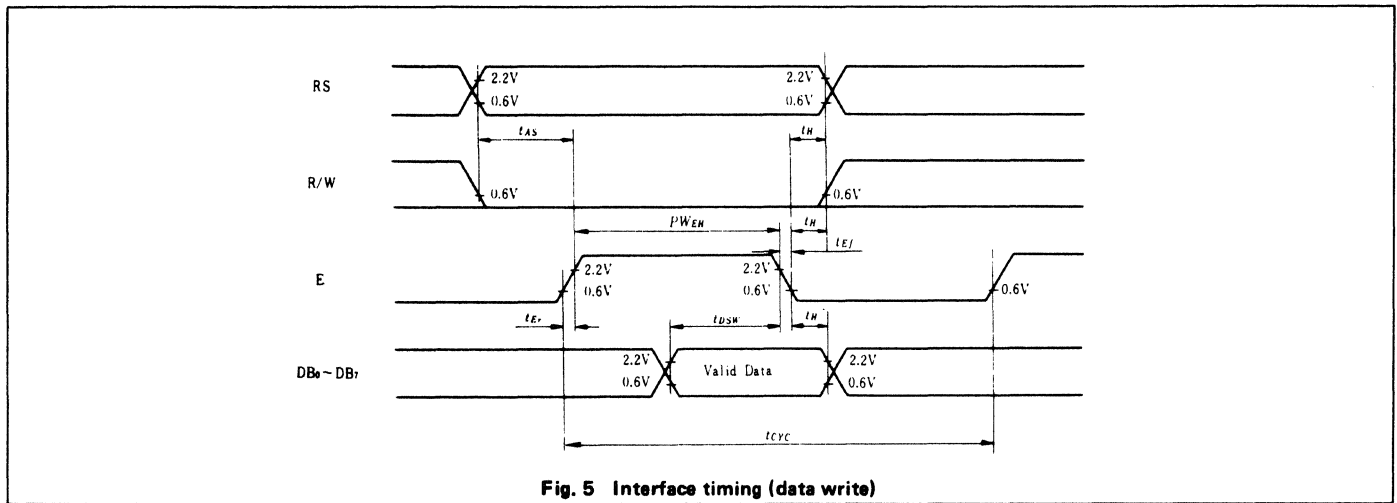 RS
2.2V
0.6V
2.2V
0.6V
tAS
tH
R/W
0.6V
0.6V
PWEH
tH
tEf
E
2.2V
0.6V
2.2V
0.6V
0.6V
tEr
tDSW
tH
DB0~DB7
2.2V
0.6V
Valid Data
2.2V
0.6V
tCYC
Fig. 5 Interface timing (data write)